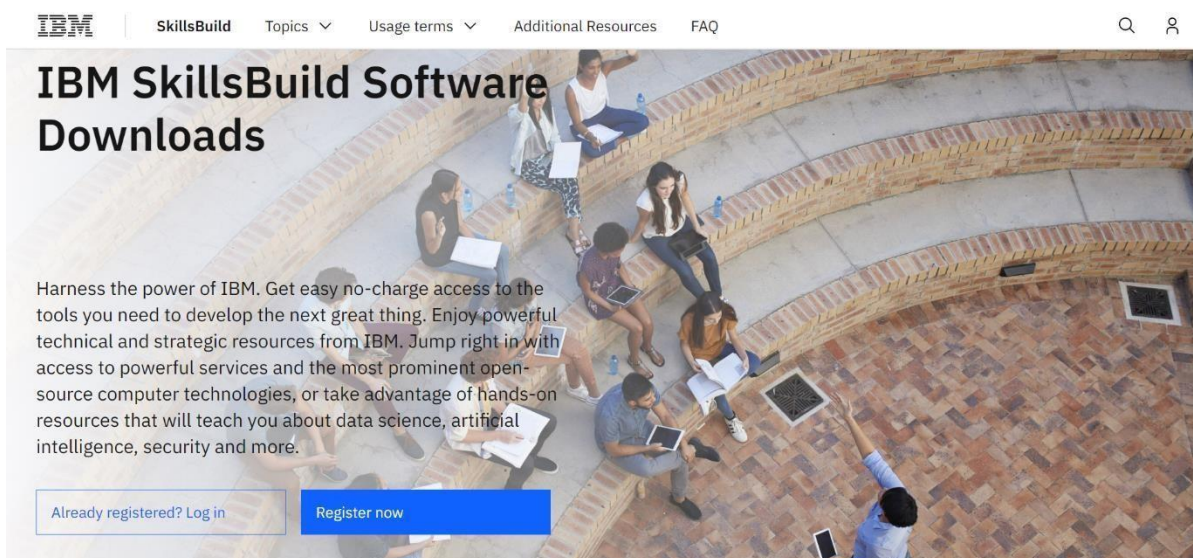 IBM
SkillsBuild
Topics
Usage terms
Additional Resources
FAQ
IBM SkillsBuild Software
Downloads
Harness the power of IBM. Get easy no-charge access to the
tools you need to develop the next great thing. Enjoy powerful
technical and strategic resources from IBM. Jump right in with
access to powerful services and the most prominent open-
source computer technologies, or take advantage of hands-on
resources that will teach you about data science, artificial
intelligence, security and more.
Already registered? Log in
Register now